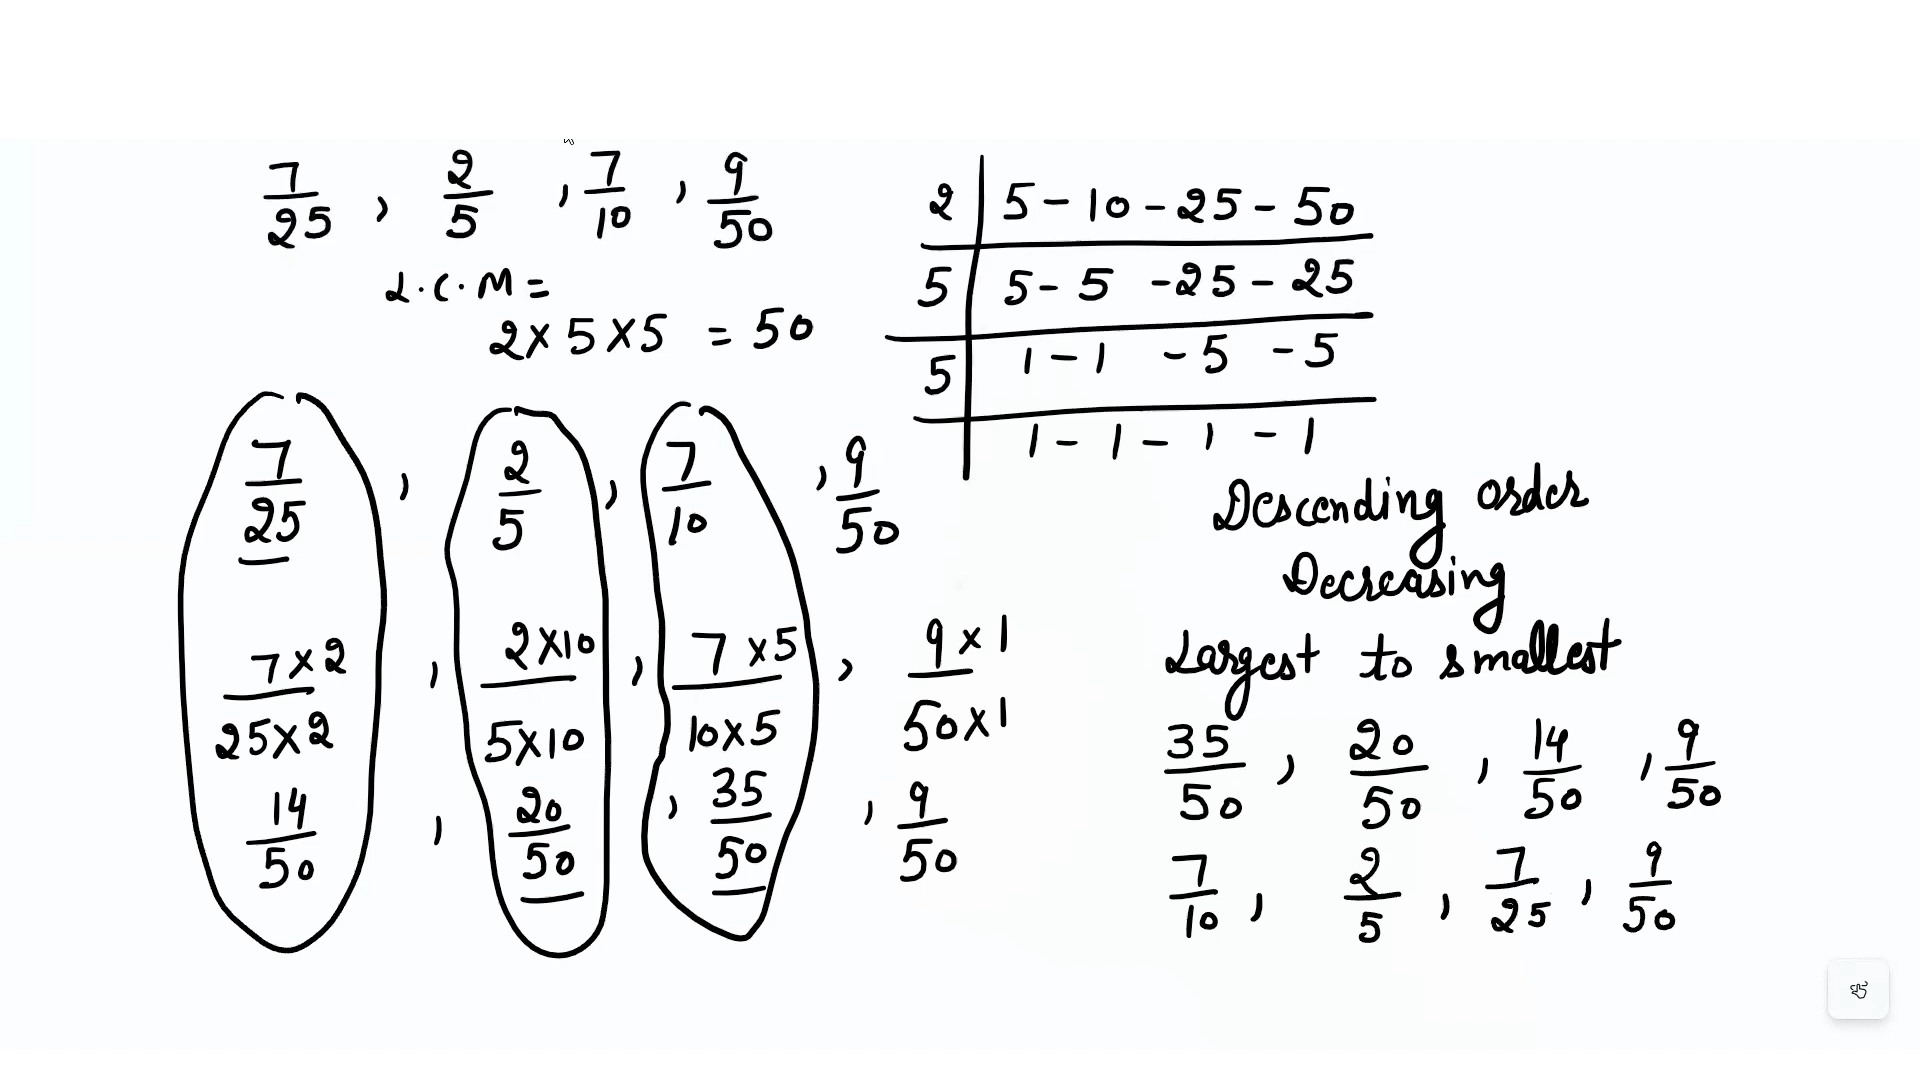 7/25 , 2/5 , 7/10 , 9/50
L.C.M =
2 × 5 × 5 = 50
2 | 5 - 10 - 25 - 50
5 | 5 - 5 - 25 - 25
5 | 1 - 1 - 5 - 5
1 - 1 - 1 - 1
7/25 , 2/5 , 7/10 , 9/50
7×2/25×2 , 2×10/5×10 , 7×5/10×5 , 9×1/50×1
14/50 , 20/50 , 35/50 , 9/50
Descending order
Decreasing
Largest to smallest
35/50 , 20/50 , 14/50 , 9/50
7/10 , 2/5 , 7/25 , 9/50